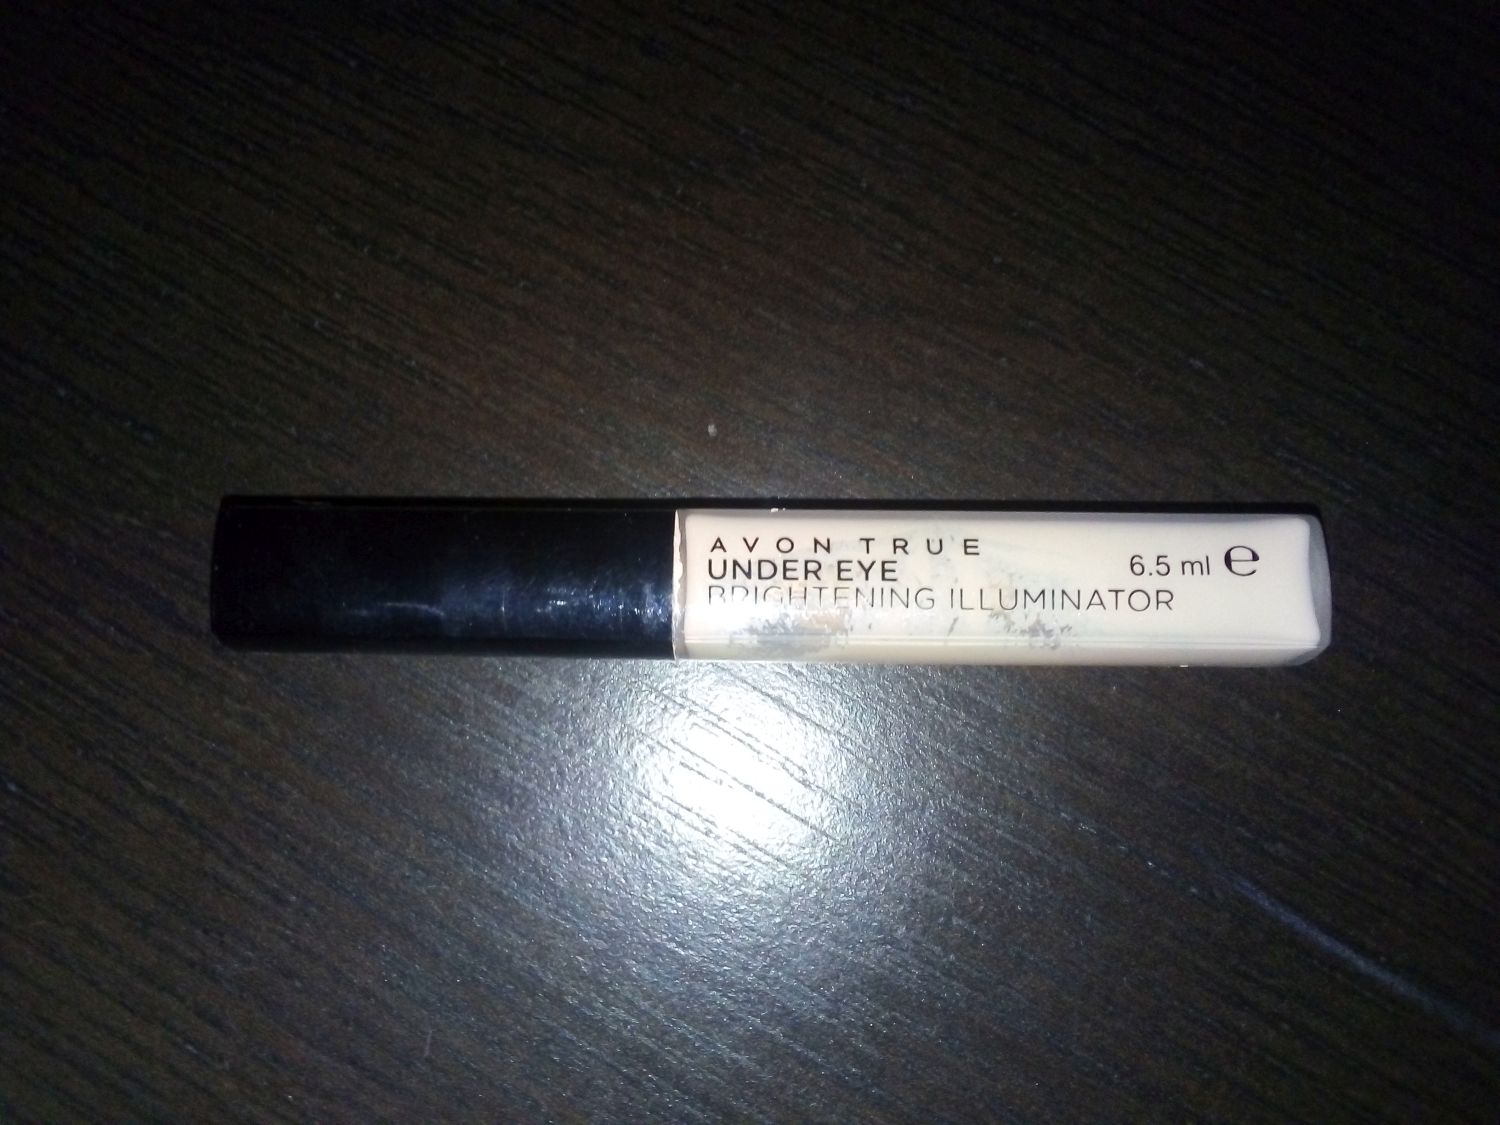 AVON TRUE
UNDER EYE
BRIGHTENING ILLUMINATOR
6.5 ml e